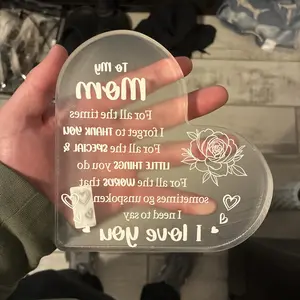 To my
Mom
For all the times
I forget to THANK YOU
For all the SPECIAL &
LITTLE THINGS you do
For all the WORDS that
sometimes go unspoken
I need to say
I love you